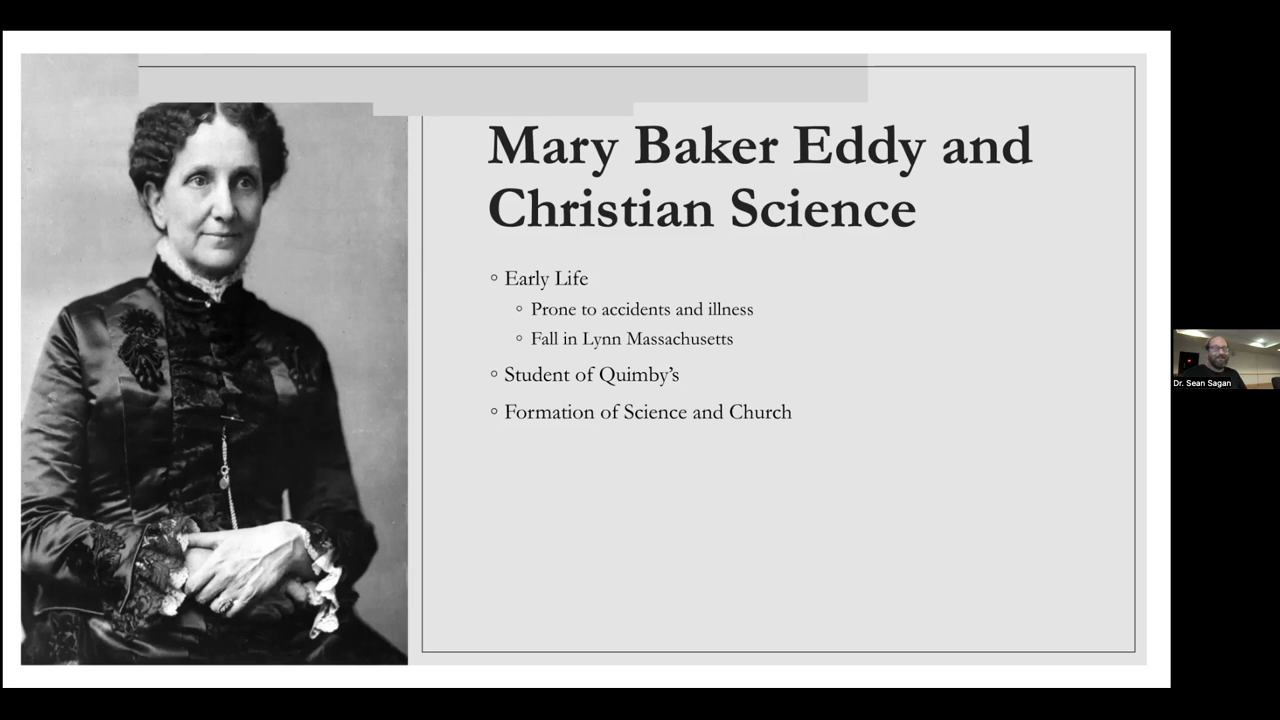 Mary Baker Eddy and
Christian Science
◦ Early Life
◦ Prone to accidents and illness
◦ Fall in Lynn Massachusetts
◦ Student of Quimby’s
◦ Formation of Science and Church
Dr. Sean Sagan